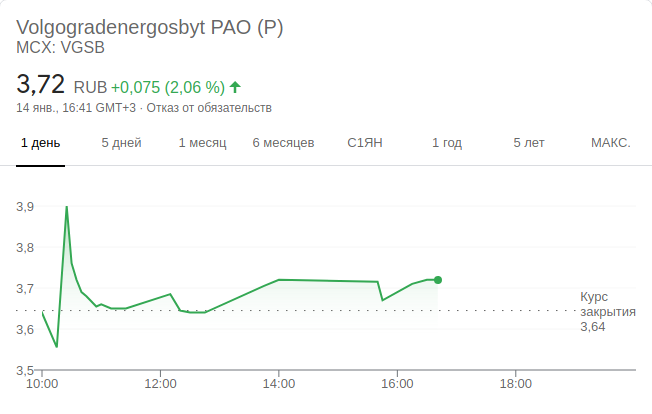 Volgogradenergosbyt PAO (P)
MCX: VGSB
3,72 RUB +0,075 (2,06 %)
14 янв., 16:41 GMT+3 · Отказ от обязательств
1 день 5 дней 1 месяц 6 месяцев С1ЯН 1 год 5 лет МАКС.
3,9
3,8
3,7
3,6
3,5
Курс
закрытия
3,64
10:00 12:00 14:00 16:00 18:00